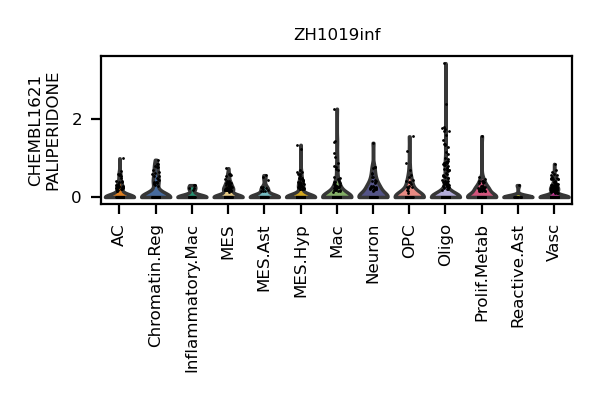 ZH1019inf
CHEMBL1621
PALIPERIDONE
2
0
AC
Chromatin.Reg
Inflammatory.Mac
MES
MES.Ast
MES.Hyp
Mac
Neuron
OPC
Oligo
Prolif.Metab
Reactive.Ast
Vasc